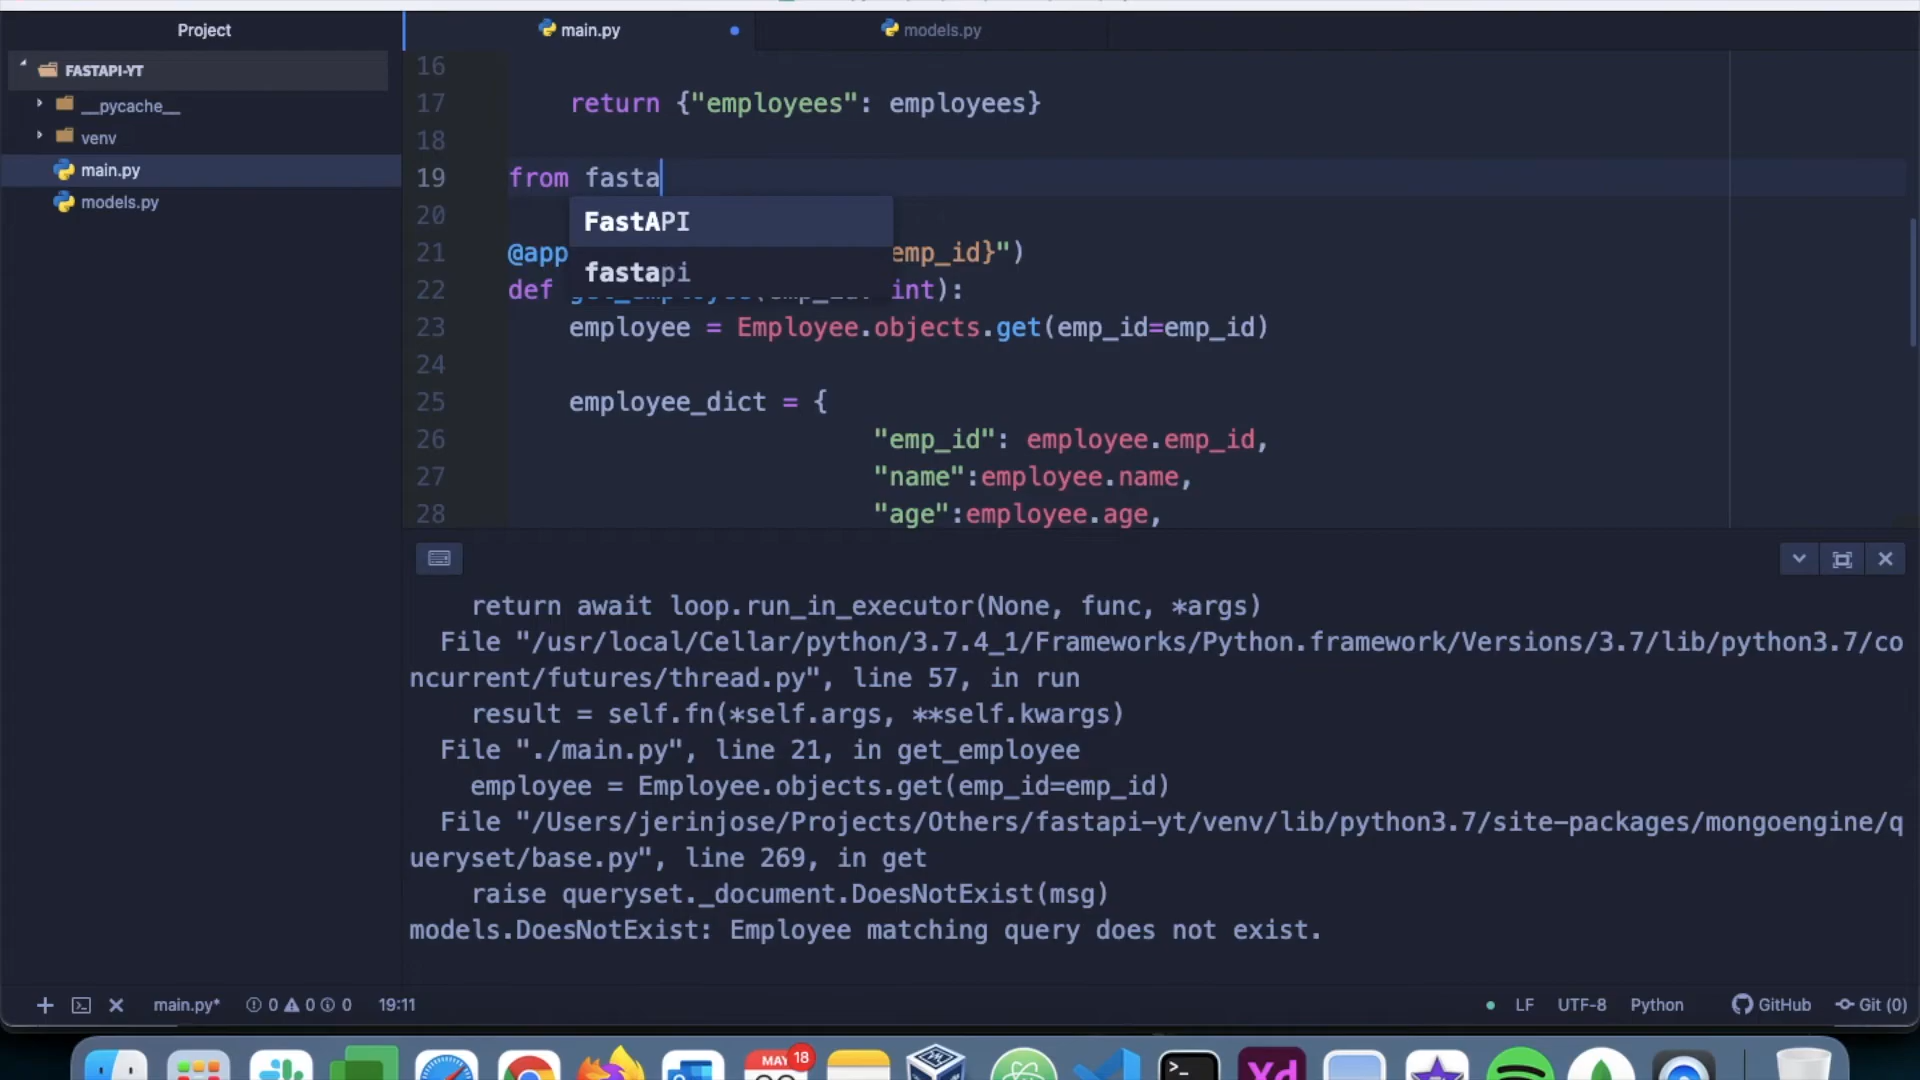 Project
main.py
models.py
FASTAPI-YT
__pycache__
venv
main.py
models.py
16
17 return {"employees": employees}
18
19 from fasta
20
FastAPI
21 @app emp_id}")
fastapi
22 def int):
23 employee = Employee.objects.get(emp_id=emp_id)
24
25 employee_dict = {
26 "emp_id": employee.emp_id,
27 "name":employee.name,
28 "age":employee.age,
return await loop.run_in_executor(None, func, *args)
File "/usr/local/Cellar/python/3.7.4_1/Frameworks/Python.framework/Versions/3.7/lib/python3.7/co
ncurrent/futures/thread.py", line 57, in run
result = self.fn(*self.args, **self.kwargs)
File "./main.py", line 21, in get_employee
employee = Employee.objects.get(emp_id=emp_id)
File "/Users/jerinjose/Projects/Others/fastapi-yt/venv/lib/python3.7/site-packages/mongoengine/q
ueryset/base.py", line 269, in get
raise queryset._document.DoesNotExist(msg)
models.DoesNotExist: Employee matching query does not exist.
main.py* 0 0 0 19:11 LF UTF-8 Python GitHub Git (0)
MAY 18
Xd